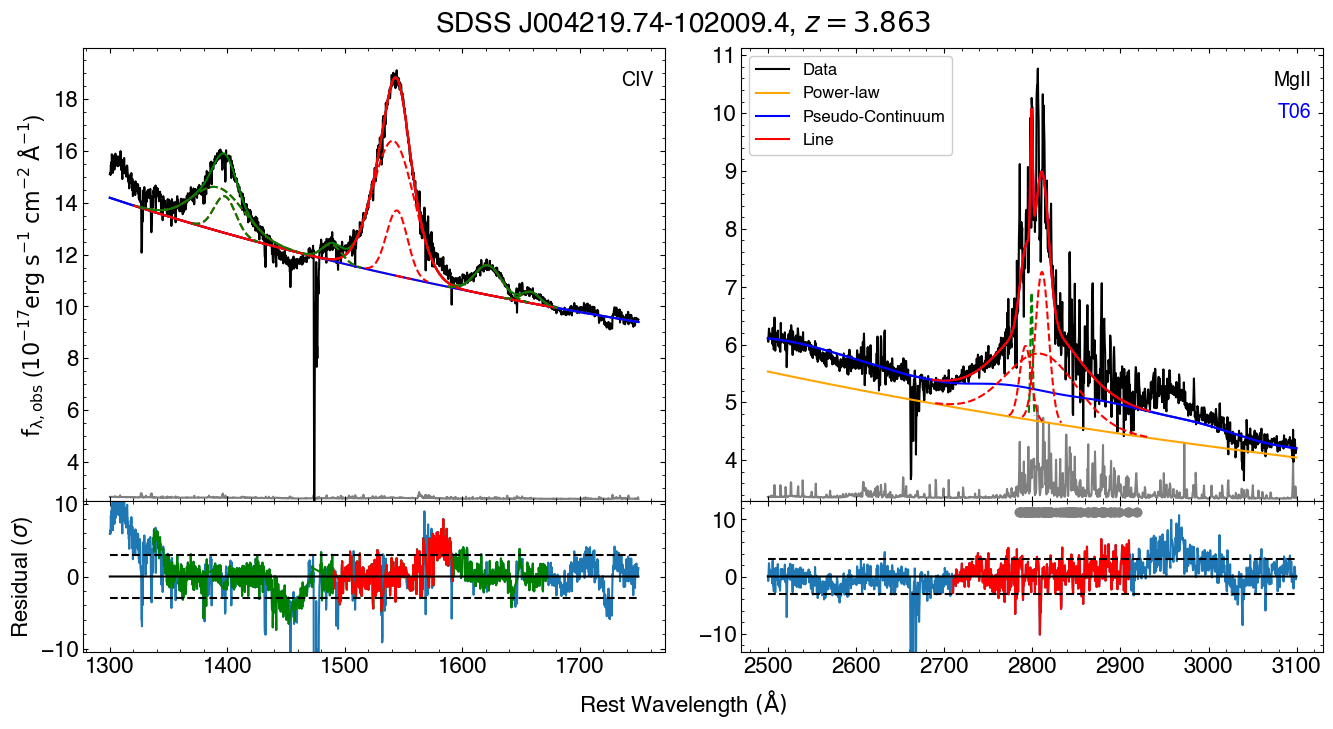 SDSS J004219.74-102009.4, z = 3.863
CIV
18
16
14
12
10
8
6
4
f_λ,obs (10⁻¹⁷erg s⁻¹ cm⁻² Å⁻¹)
11
10
9
8
7
6
5
4
Data
Power-law
Pseudo-Continuum
Line
MgII
T06
10
0
−10
Residual (σ)
1300 1400 1500 1600 1700
10
0
−10
2500 2600 2700 2800 2900 3000 3100
Rest Wavelength (Å)